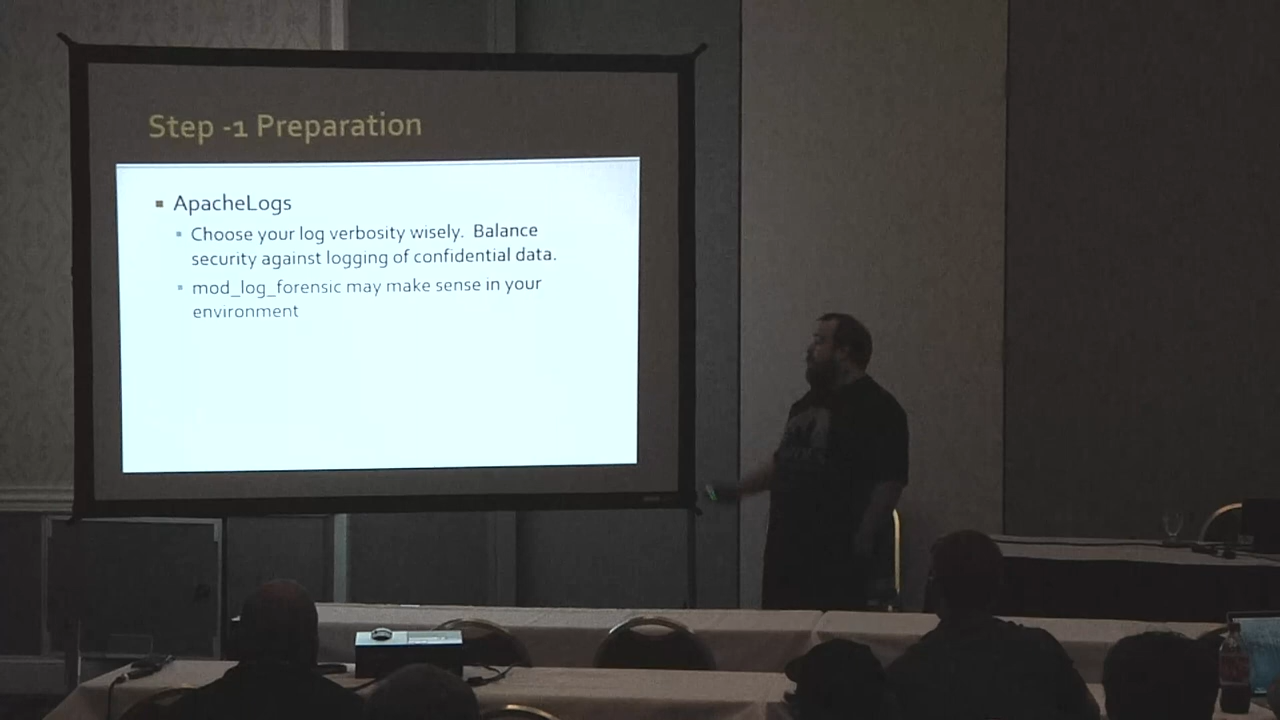 Step -1 Preparation
ApacheLogs
Choose your log verbosity wisely. Balance
security against logging of confidential data.
mod_log_forensic may make sense in your
environment